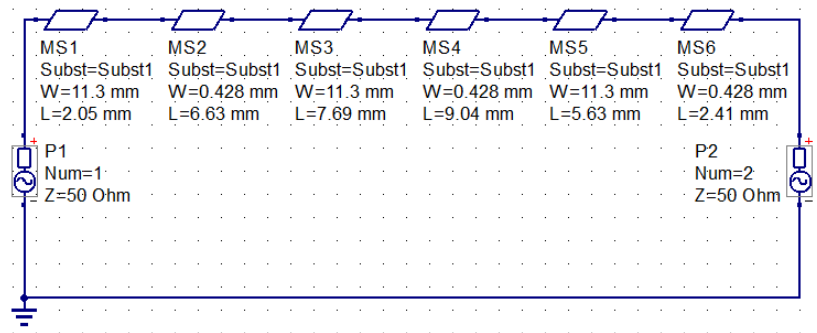 MS1
Subst=Subst1
W=11.3 mm
L=2.05 mm
MS2
Subst=Subst1
W=0.428 mm
L=6.63 mm
MS3
Subst=Subst1
W=11.3 mm
L=7.69 mm
MS4
Subst=Subst1
W=0.428 mm
L=9.04 mm
MS5
Subst=Subst1
W=11.3 mm
L=5.63 mm
MS6
Subst=Subst1
W=0.428 mm
L=2.41 mm
P1
Num=1
Z=50 Ohm
P2
Num=2
Z=50 Ohm